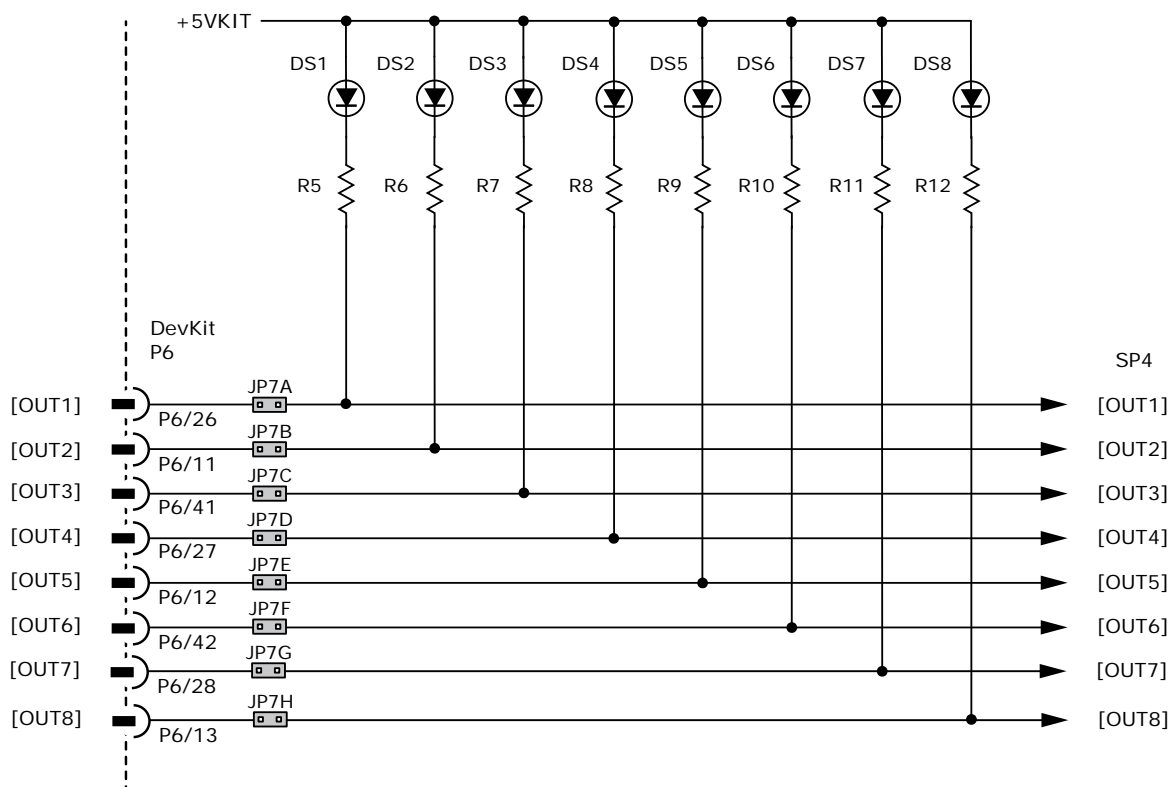 +5VKIT
DS1 DS2 DS3 DS4 DS5 DS6 DS7 DS8
R5 R6 R7 R8 R9 R10 R11 R12
DevKit
P6
SP4
JP7A
[OUT1] [OUT1]
P6/26
JP7B
[OUT2] [OUT2]
P6/11
JP7C
[OUT3] [OUT3]
P6/41
JP7D
[OUT4] [OUT4]
P6/27
JP7E
[OUT5] [OUT5]
P6/12
JP7F
[OUT6] [OUT6]
P6/42
JP7G
[OUT7] [OUT7]
P6/28
JP7H
[OUT8] [OUT8]
P6/13